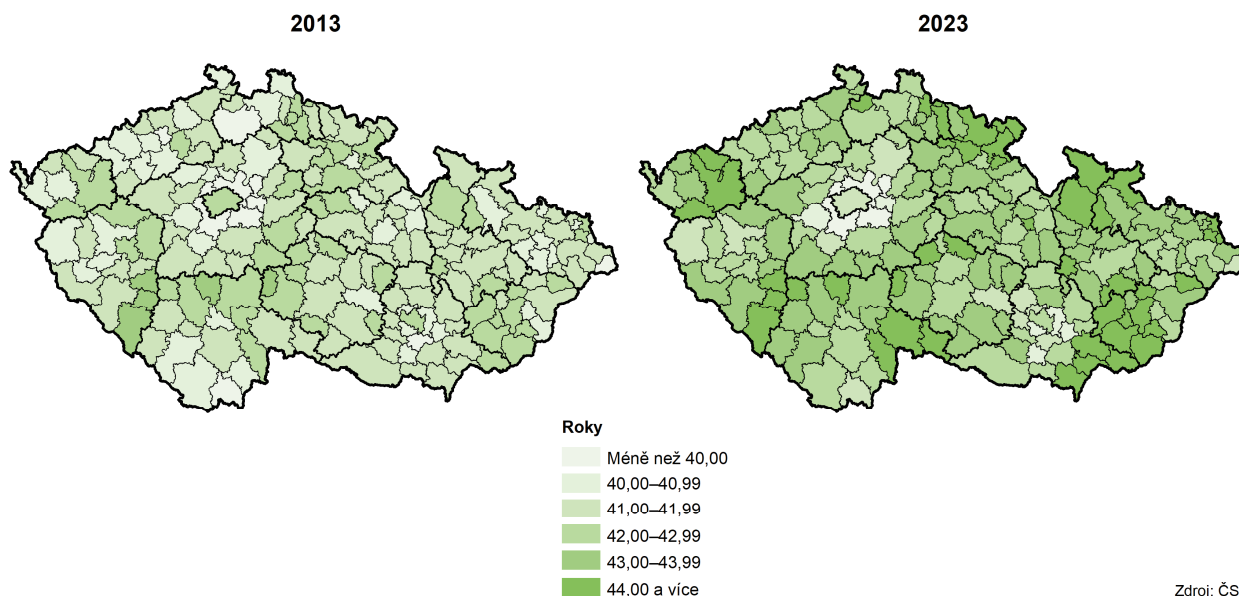 2013
2023
Roky
Méně než 40,00
40,00–40,99
41,00–41,99
42,00–42,99
43,00–43,99
44,00 a více
Zdroj: ČS